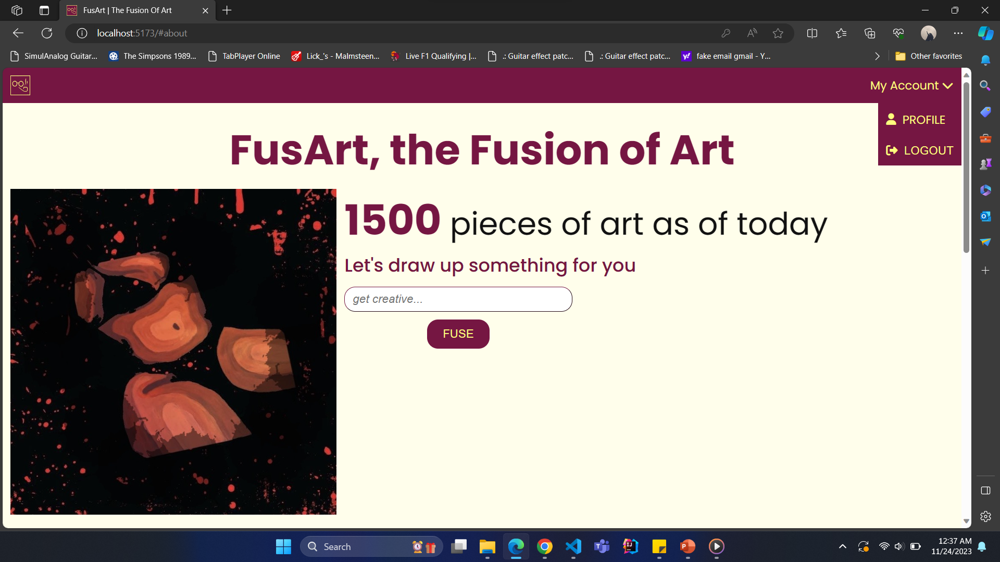 FusArt | The Fusion Of Art
localhost:5173/#about
SimulAnalog Guitar...
The Simpsons 1989...
TabPlayer Online
Lick_'s - Malmsteen...
Live F1 Qualifying |...
.: Guitar effect patc...
.: Guitar effect patc...
fake email gmail - Y...
Other favorites
My Account
PROFILE
LOGOUT
FusArt, the Fusion of Art
1500 pieces of art as of today
Let's draw up something for you
get creative...
FUSE
Search
12:37 AM
11/24/2023